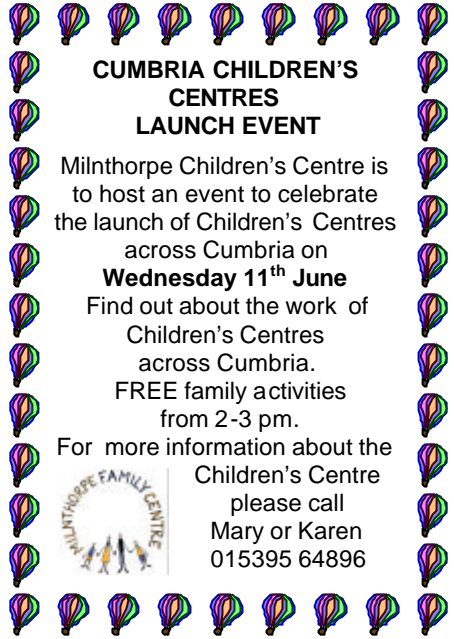 CUMBRIA CHILDREN'S
CENTRES
LAUNCH EVENT
Milnthorpe Children's Centre is
to host an event to celebrate
the launch of Children's Centres
across Cumbria on
Wednesday 11th June
Find out about the work of
Children's Centres
across Cumbria.
FREE family activities
from 2-3 pm.
For more information about the
Children's Centre
please call
Mary or Karen
015395 64896
MILNTHORPE FAMILY CENTRE